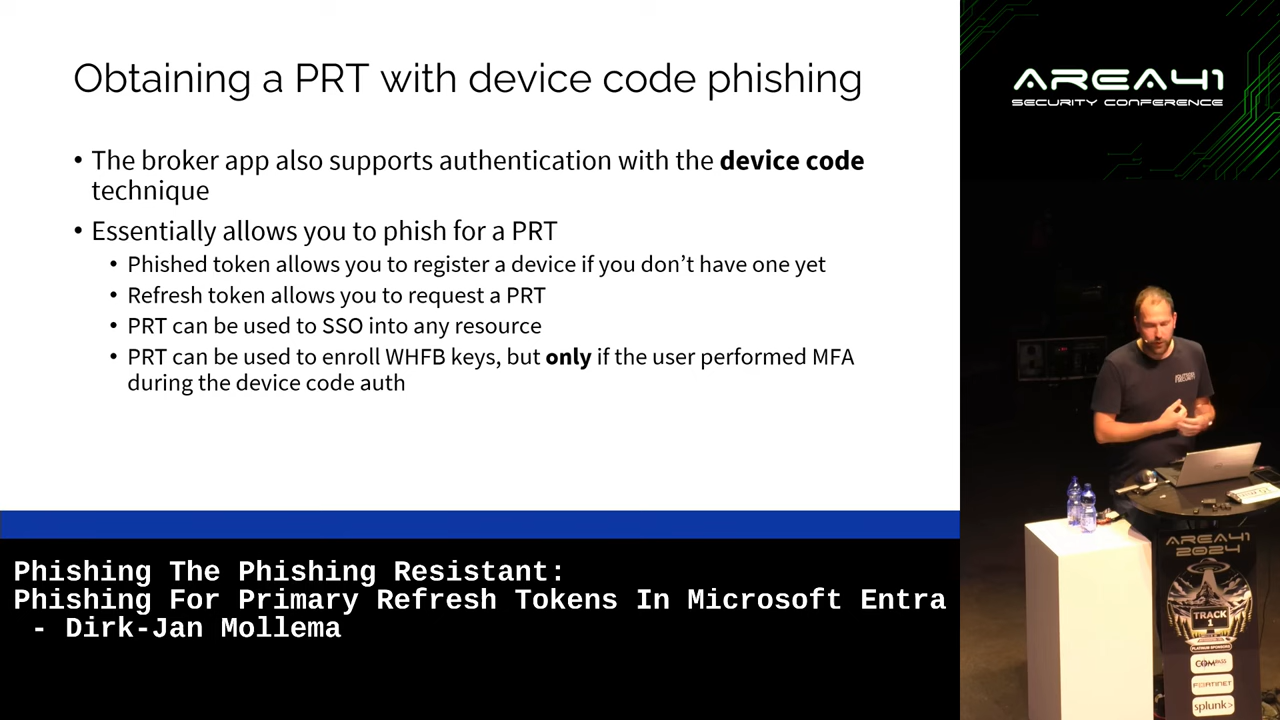 Obtaining a PRT with device code phishing
• The broker app also supports authentication with the device code
technique
• Essentially allows you to phish for a PRT
• Phished token allows you to register a device if you don’t have one yet
• Refresh token allows you to request a PRT
• PRT can be used to SSO into any resource
• PRT can be used to enroll WHFB keys, but only if the user performed MFA
during the device code auth
Phishing The Phishing Resistant:
Phishing For Primary Refresh Tokens In Microsoft Entra
- Dirk-Jan Mollema
AREA41
SECURITY CONFERENCE
AREA41
2024
TRACK
1
PLATINUM SPONSORS
COMPASS
FORTINET
splunk>